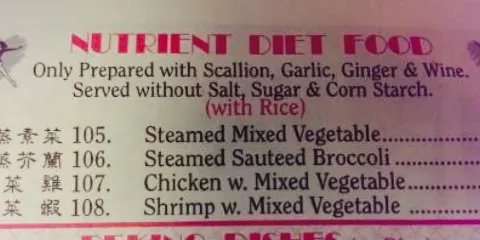 NUTRIENT DIET FOOD
Only Prepared with Scallion, Garlic, Ginger & Wine.
Served without Salt, Sugar & Corn Starch.
(with Rice)
蒸素菜 105. Steamed Mixed Vegetable
蒸芥蘭 106. Steamed Sauteed Broccoli
菜雞 107. Chicken w. Mixed Vegetable
菜蝦 108. Shrimp w. Mixed Vegetable
PEKING DISHES